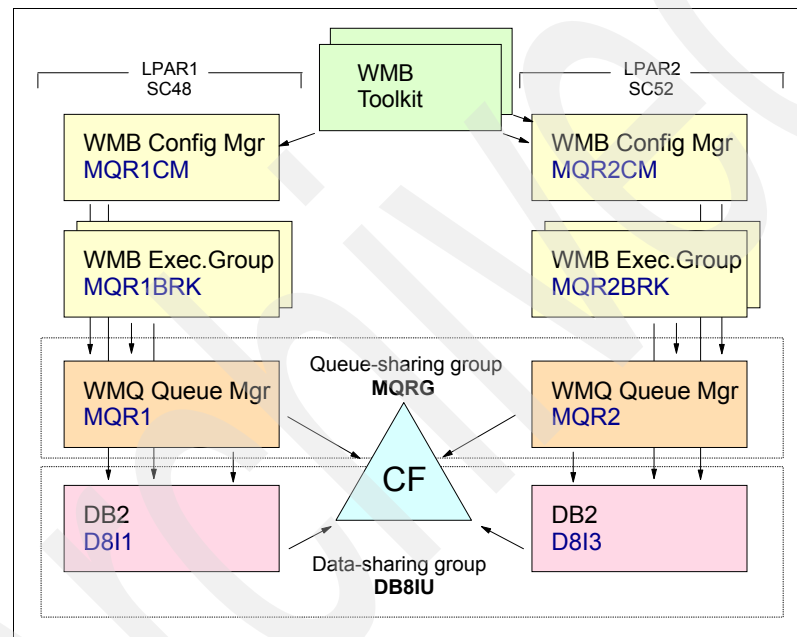 LPAR1
SC48
WMB
Toolkit
LPAR2
SC52
WMB Config Mgr
MQR1CM
WMB Config Mgr
MQR2CM
WMB Exec.Group
MQR1BRK
WMB Exec.Group
MQR2BRK
Queue-sharing group
MQRG
WMQ Queue Mgr
MQR1
WMQ Queue Mgr
MQR2
CF
DB2
D8I1
DB2
D8I3
Data-sharing group
DB8IU